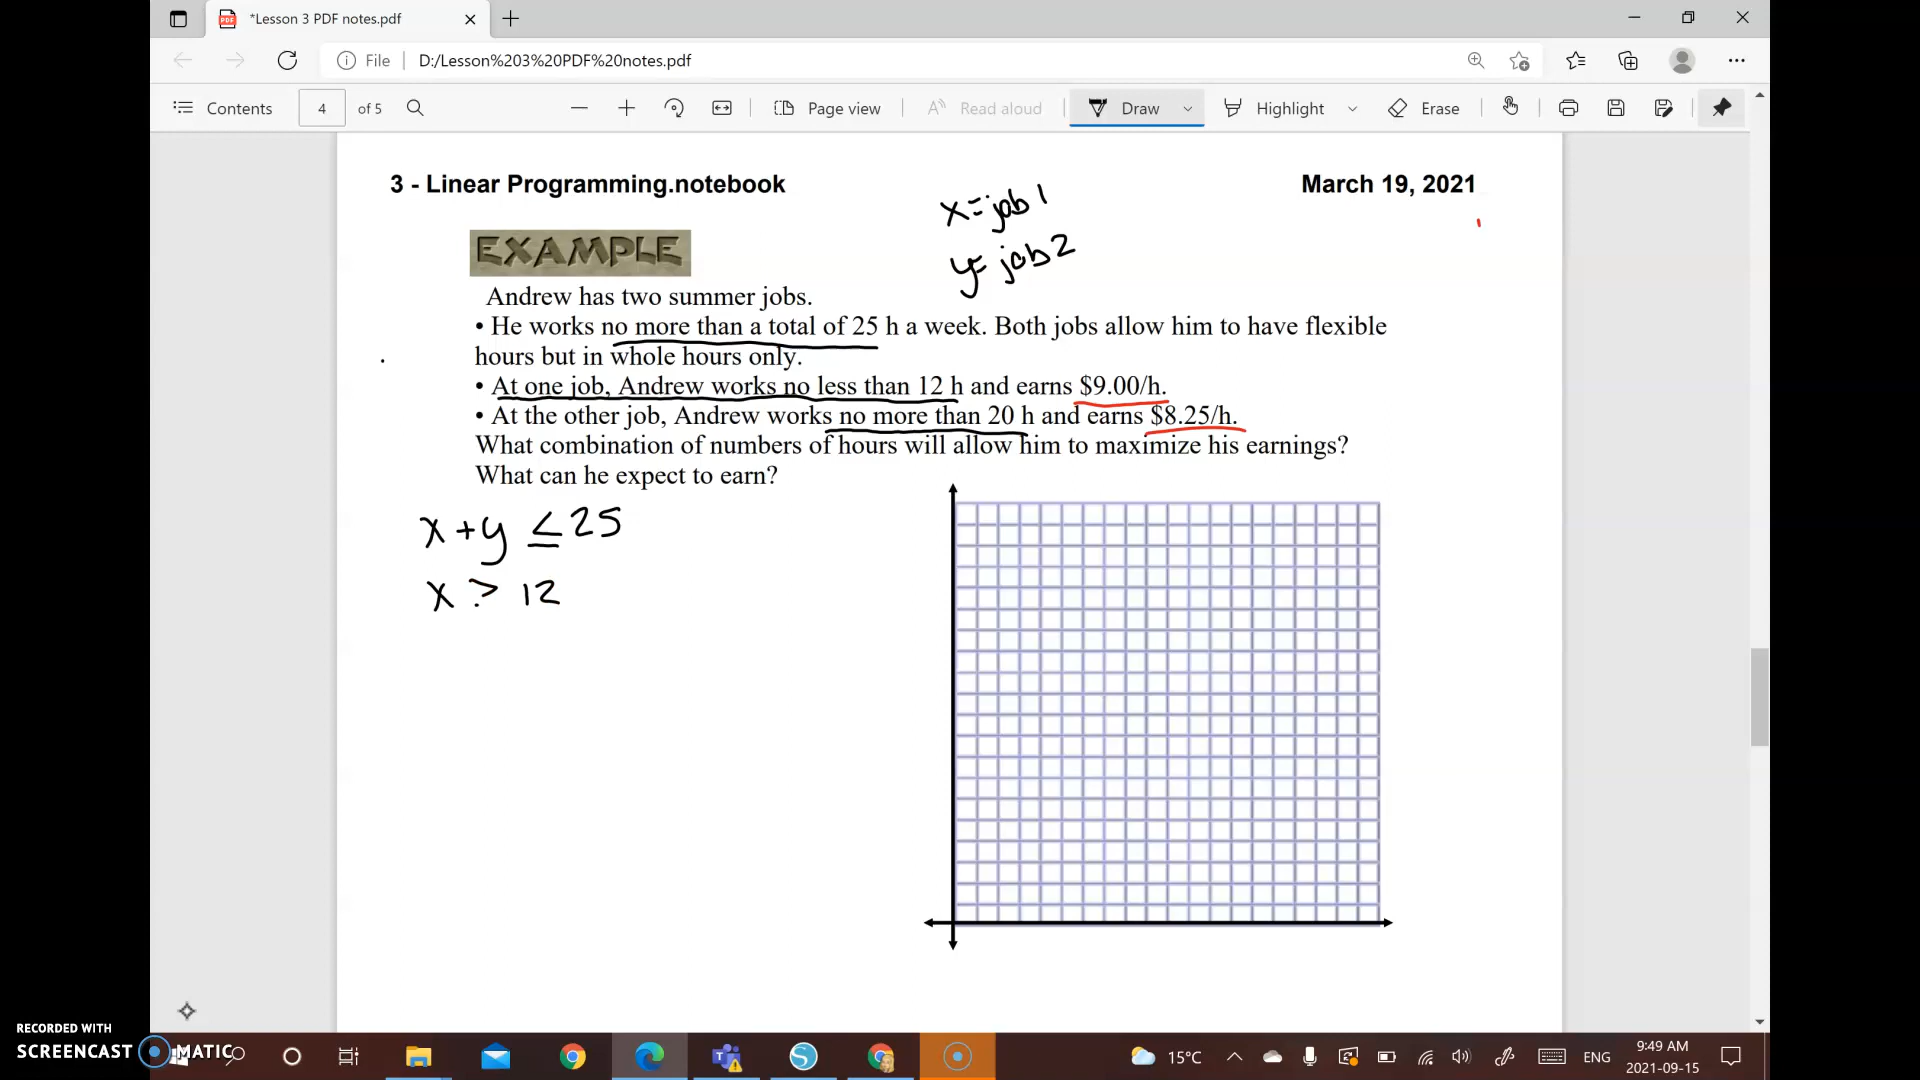 *Lesson 3 PDF notes.pdf
File D:/Lesson%203%20PDF%20notes.pdf
Contents 4 of 5 Page view Read aloud Draw Highlight Erase
3 - Linear Programming.notebook March 19, 2021
x = job 1
y = job 2
EXAMPLE
Andrew has two summer jobs.
• He works no more than a total of 25 h a week. Both jobs allow him to have flexible
hours but in whole hours only.
• At one job, Andrew works no less than 12 h and earns $9.00/h.
• At the other job, Andrew works no more than 20 h and earns $8.25/h.
What combination of numbers of hours will allow him to maximize his earnings?
What can he expect to earn?
x + y ≤ 25
x ≥ 12
RECORDED WITH
SCREENCAST MATIC
15°C ENG 9:49 AM
2021-09-15